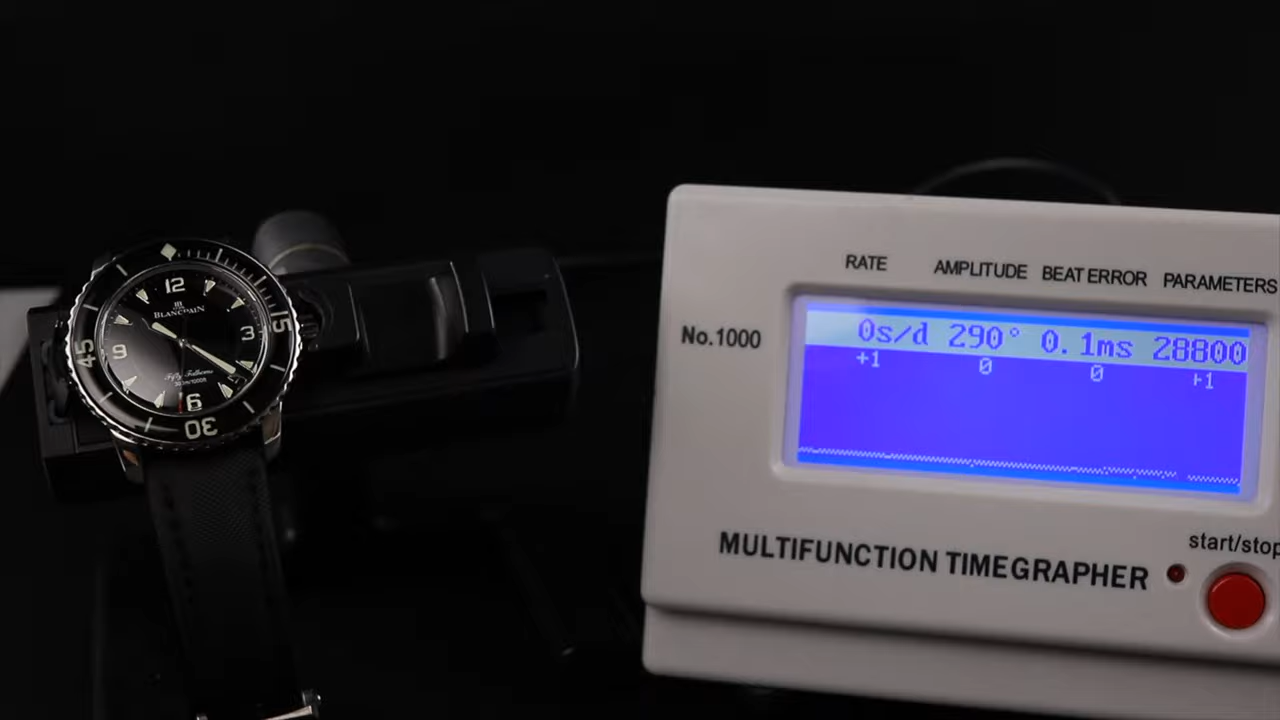 RATE AMPLITUDE BEAT ERROR PARAMETERS
No.1000
0s/d 290° 0.1ms 28800
+1 0 0 +1
MULTIFUNCTION TIMEGRAPHER
start/stop
12
BLANCPAIN
3
9
6
Fifty Fathoms
15
45
30